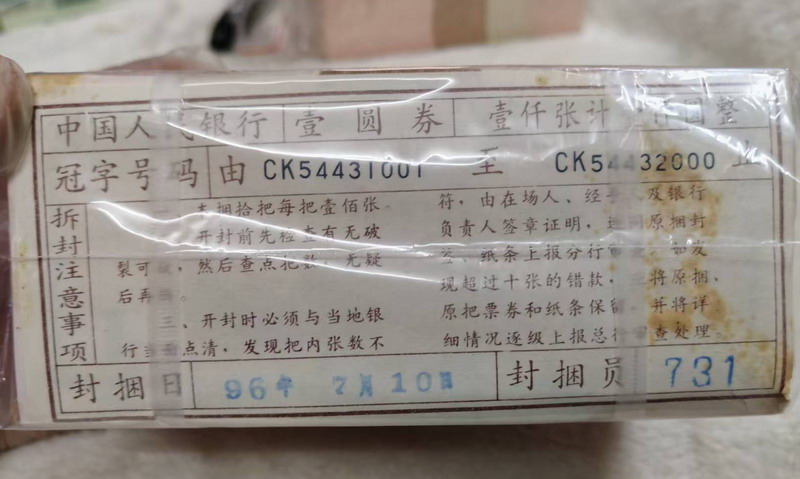 中国人民银行 壹圆券 壹仟张计 圆整
冠字号码 由 CK54431001 至 CK54432000 止
拆封注意事项
捆拾把每把壹佰张。
开封前先检查有无破
裂可 然后查点把数 无疑
后再
三、开封时必须与当地银
行 点清，发现把内张数不
符，由在场人、经 及银行
负责人签章证明，连同原捆封
签、纸条上报分行 如发
现超过十张的错款， 将原捆、
原把票券和纸条保留，并将详
细情况逐级上报总行 查处理。
封捆日 96年 7月10日 封捆员 731